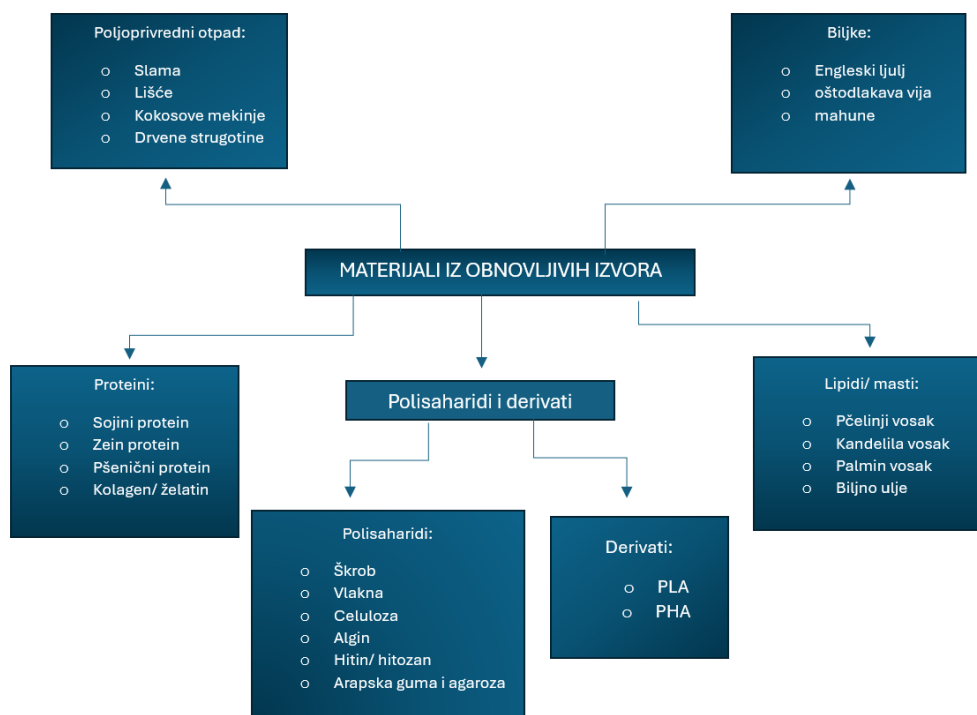 Poljoprivredni otpad:
o Slama
o Lišće
o Kokosove mekinje
o Drvene strugotine
Biljke:
o Engleski ljulj
o oštodlakava vija
o mahune
MATERIJALI IZ OBNOVLJIVIH IZVORA
Proteini:
o Sojini protein
o Zein protein
o Pšenični protein
o Kolagen/ želatin
Polisaharidi i derivati
Lipidi/ masti:
o Pčelinji vosak
o Kandelila vosak
o Palmin vosak
o Biljno ulje
Polisaharidi:
o Škrob
o Vlakna
o Celuloza
o Algin
o Hitin/ hitozan
o Arapska guma i agaroza
Derivati:
o PLA
o PHA